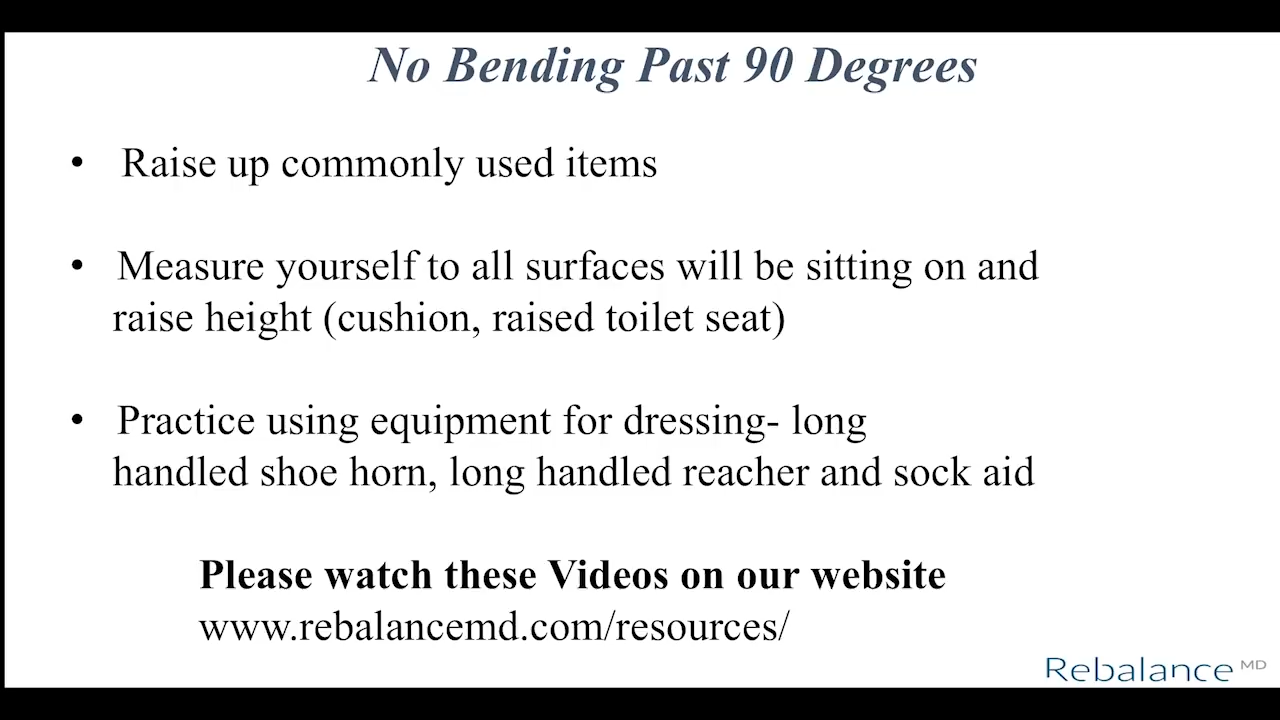 No Bending Past 90 Degrees
• Raise up commonly used items
• Measure yourself to all surfaces will be sitting on and
raise height (cushion, raised toilet seat)
• Practice using equipment for dressing- long
handled shoe horn, long handled reacher and sock aid
Please watch these Videos on our website
www.rebalancemd.com/resources/
Rebalance MD